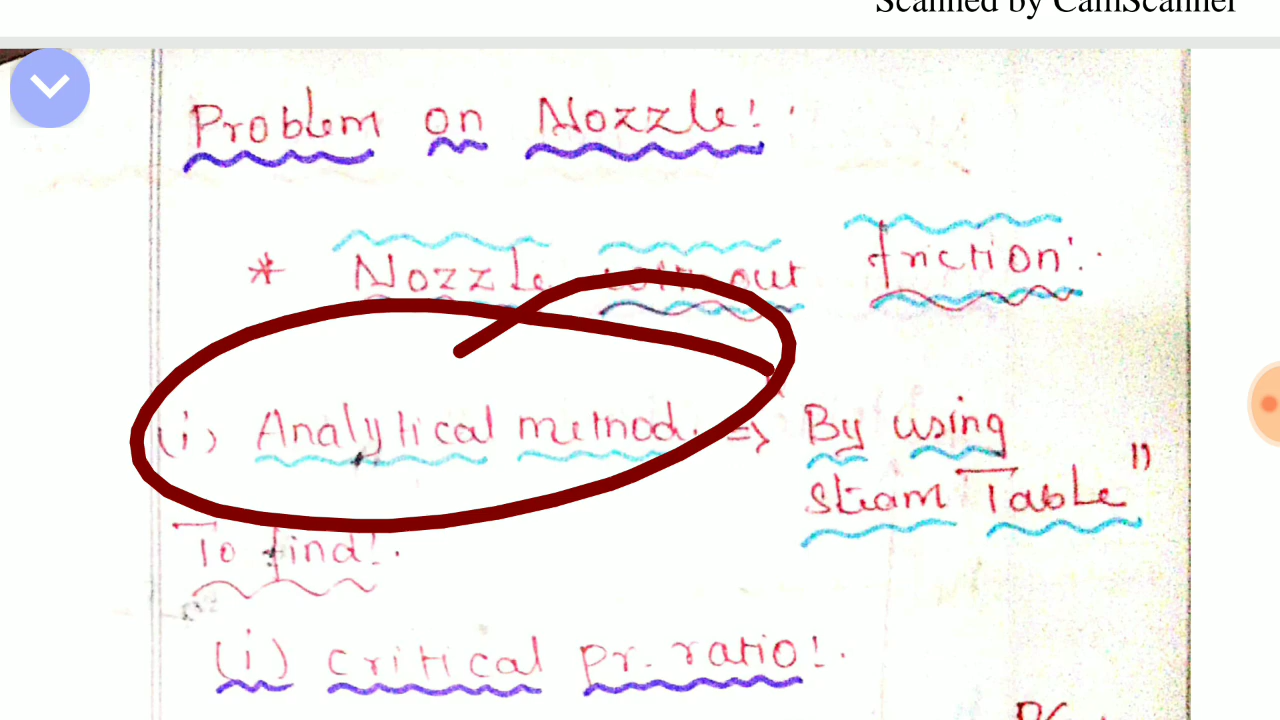 Scanned by CamScanner
Problem on Nozzle:
* Nozzle without friction:
(i) Analytical method. => By using
Steam Table"
To find:
(i) critical pr. ratio: